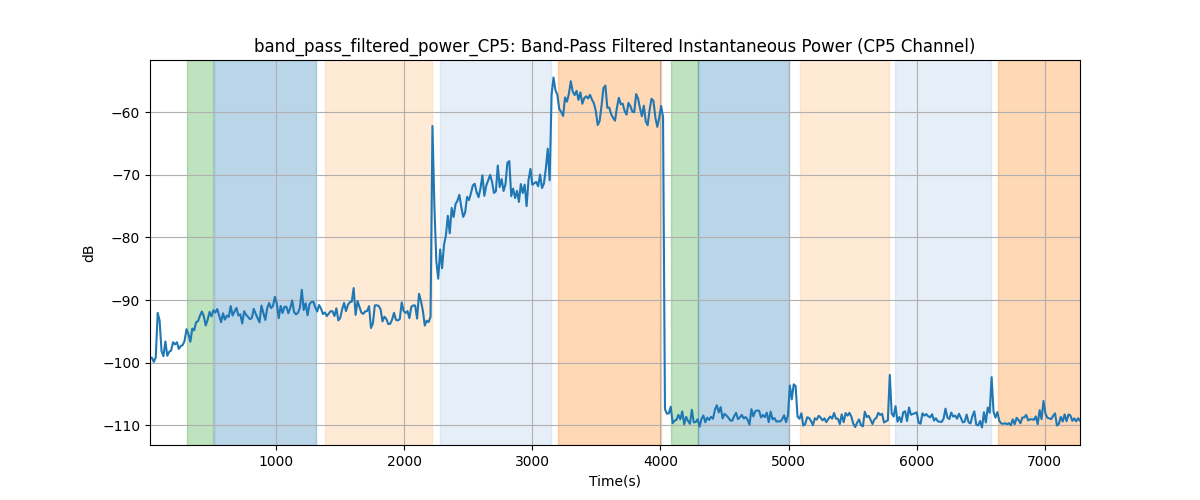 band_pass_filtered_power_CP5: Band-Pass Filtered Instantaneous Power (CP5 Channel)
dB
−60
−70
−80
−90
−100
−110
1000 2000 3000 4000 5000 6000 7000
Time(s)